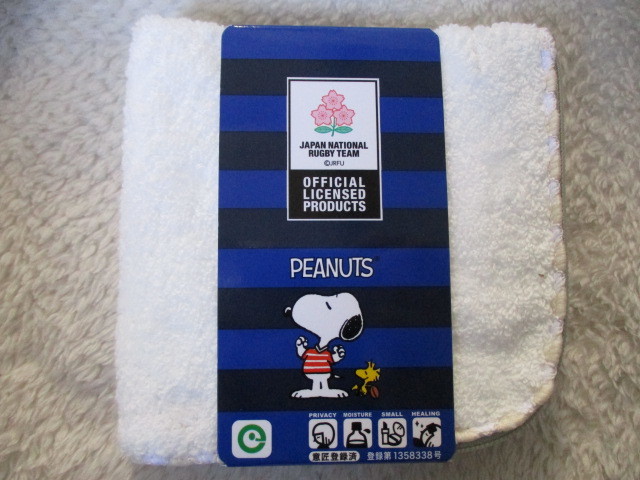 JAPAN NATIONAL
RUGBY TEAM
©JRFU
OFFICIAL
LICENSED
PRODUCTS
PEANUTS
PRIVACY MOISTURE SMALL HEALING
意匠登録済 登録第1358338号